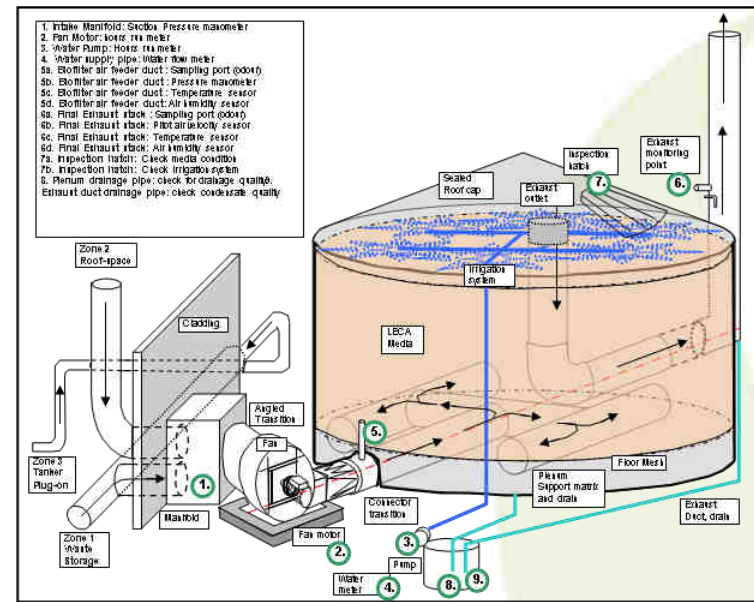 1. Intake Manifold: Suction Pressure manometer
2. Fan Motor: hours run meter
3. Water Pump: Hours run meter
4. Water supply pipe: Water flow meter
5a. Biofilter air feeder duct : Sampling port (odour)
5b. Biofilter air feeder duct : Pressure manometer
5c. Biofilter air feeder duct : Temperature sensor
5d. Biofilter air feeder duct: Air humidity sensor
6a. Final Exhaust stack : Sampling port (odour)
6b. Final Exhaust stack : Pitot air velocity sensor
6c. Final Exhaust stack: Temperature sensor
6d. Final Exhaust stack: Air humidity sensor
7a. Inspection hatch: Check media condition
7b. Inspection hatch: Check irrigation system
8. Plenum drainage pipe: check for drainage quality9.
Exhaust duct drainage pipe: check condensate quality
Sealed
Roof cap
Exhaust
outlet
Inspection
hatch
7.
Exhaust
monitoring
point
6.
Zone 2
Roof-space
Cladding
Irrigation
system
LECA
Media
Angled
Transition
Fan
5.
Zone 3
Tanker
Plug-on
1.
Manifold
Zone 1
Waste
Storage
Fan motor
2.
Connector
transition
Floor Mesh
Plenum
Support matrix
and drain
Exhaust
Duct, drain
3.
Pump
Water
meter
4.
8.
9.